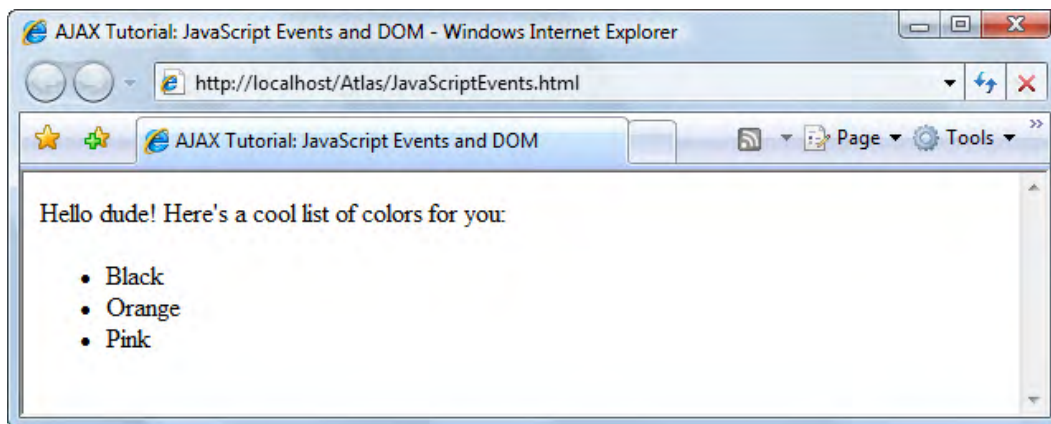 AJAX Tutorial: JavaScript Events and DOM - Windows Internet Explorer
http://localhost/Atlas/JavaScriptEvents.html
AJAX Tutorial: JavaScript Events and DOM
Page
Tools
Hello dude! Here's a cool list of colors for you:
• Black
• Orange
• Pink